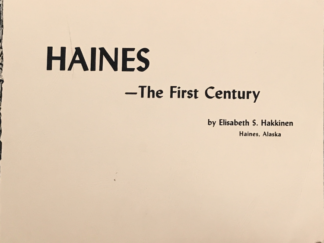 HAINES
—The First Century
by Elisabeth S. Hakkinen
Haines, Alaska